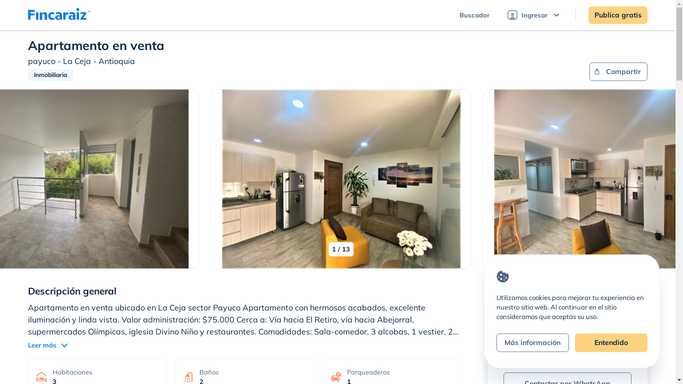 Fincaraiz
Buscador
Ingresar
Publica gratis
Apartamento en venta
payuco - La Ceja - Antioquia
Inmobiliaria
Compartir
1 / 13
Descripción general
Apartamento en venta ubicado en La Ceja sector Payuco Apartamento con hermosos acabados, excelente
iluminación y linda vista. Valor administración: $75.000 Cerca a: Vía hacia El Retiro, vía hacia Abejorral,
supermercados Olímpicas, iglesia Divino Niño y restaurantes. Comodidades: Sala-comedor, 3 alcobas, 1 vestier, 2...
Leer más
Habitaciones
3
Baños
2
Parqueaderos
1
Utilizamos cookies para mejorar tu experiencia en
nuestro sitio web. Al continuar en el sitio
consideramos que aceptas su uso.
Más información
Entendido
Contactar por WhatsApp